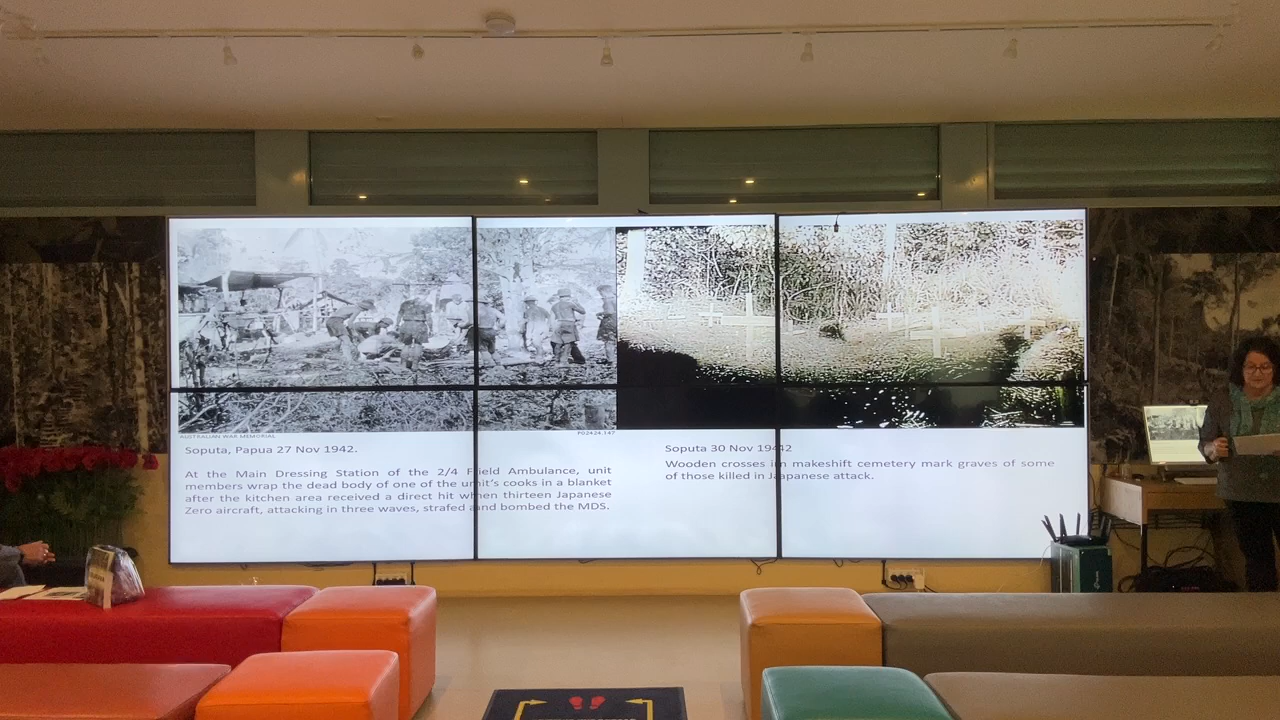 AUSTRALIAN WAR MEMORIAL
P02424.147
Soputa, Papua 27 Nov 1942.
At the Main Dressing Station of the 2/4 Field Ambulance, unit
members wrap the dead body of one of the unit's cooks in a blanket
after the kitchen area received a direct hit when thirteen Japanese
Zero aircraft, attacking in three waves, strafed and bombed the MDS.
Soputa 30 Nov 1942
Wooden crosses in makeshift cemetery mark graves of some
of those killed in Japanese attack.